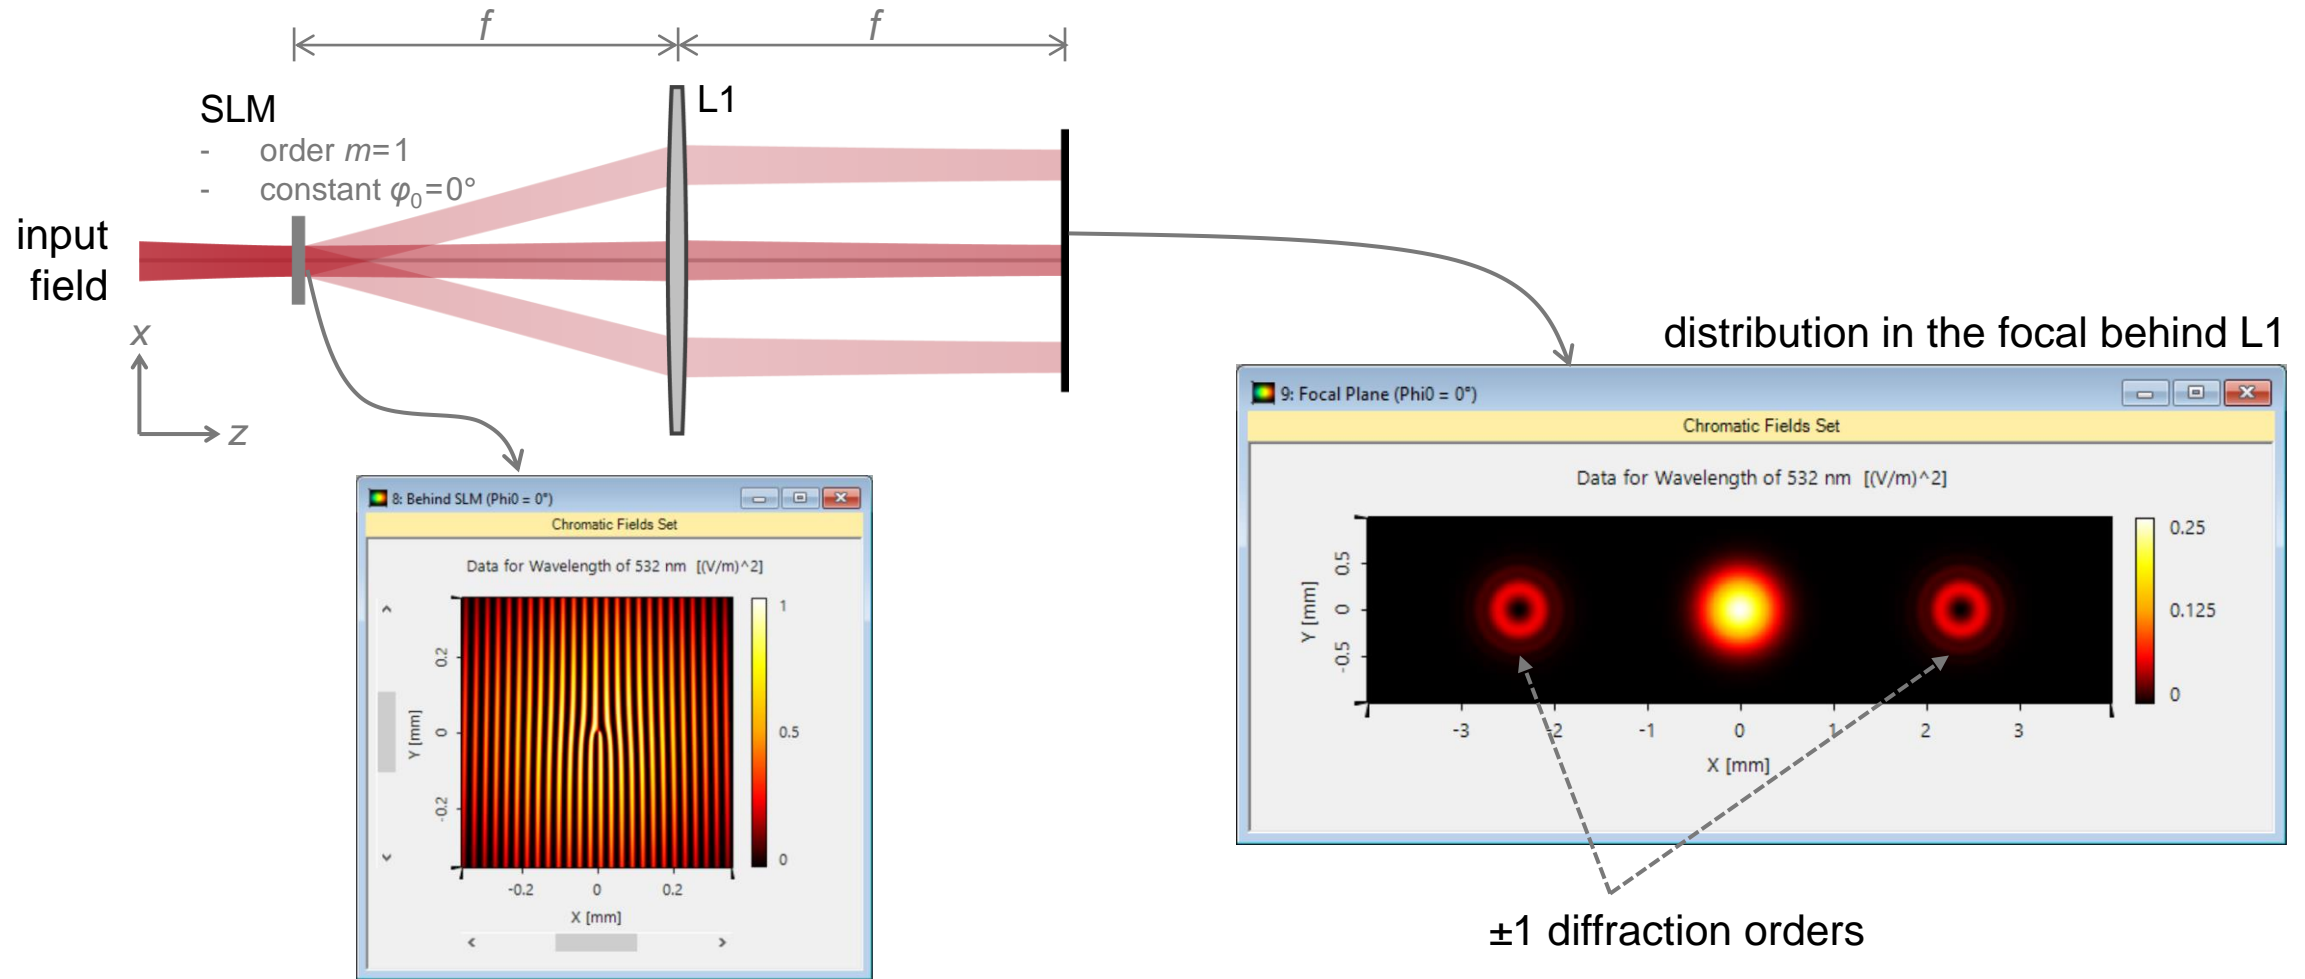 f
f
SLM
L1
- order m=1
- constant φ₀=0°
input
field
x
z
distribution in the focal behind L1
8: Behind SLM (Phi0 = 0°)
Chromatic Fields Set
Data for Wavelength of 532 nm [(V/m)^2]
1
0.5
0
0.2
0
-0.2
Y [mm]
-0.2
0
0.2
X [mm]
9: Focal Plane (Phi0 = 0°)
Chromatic Fields Set
Data for Wavelength of 532 nm [(V/m)^2]
0.25
0.125
0
0.5
0
-0.5
Y [mm]
-3
-2
-1
0
1
2
3
X [mm]
±1 diffraction orders